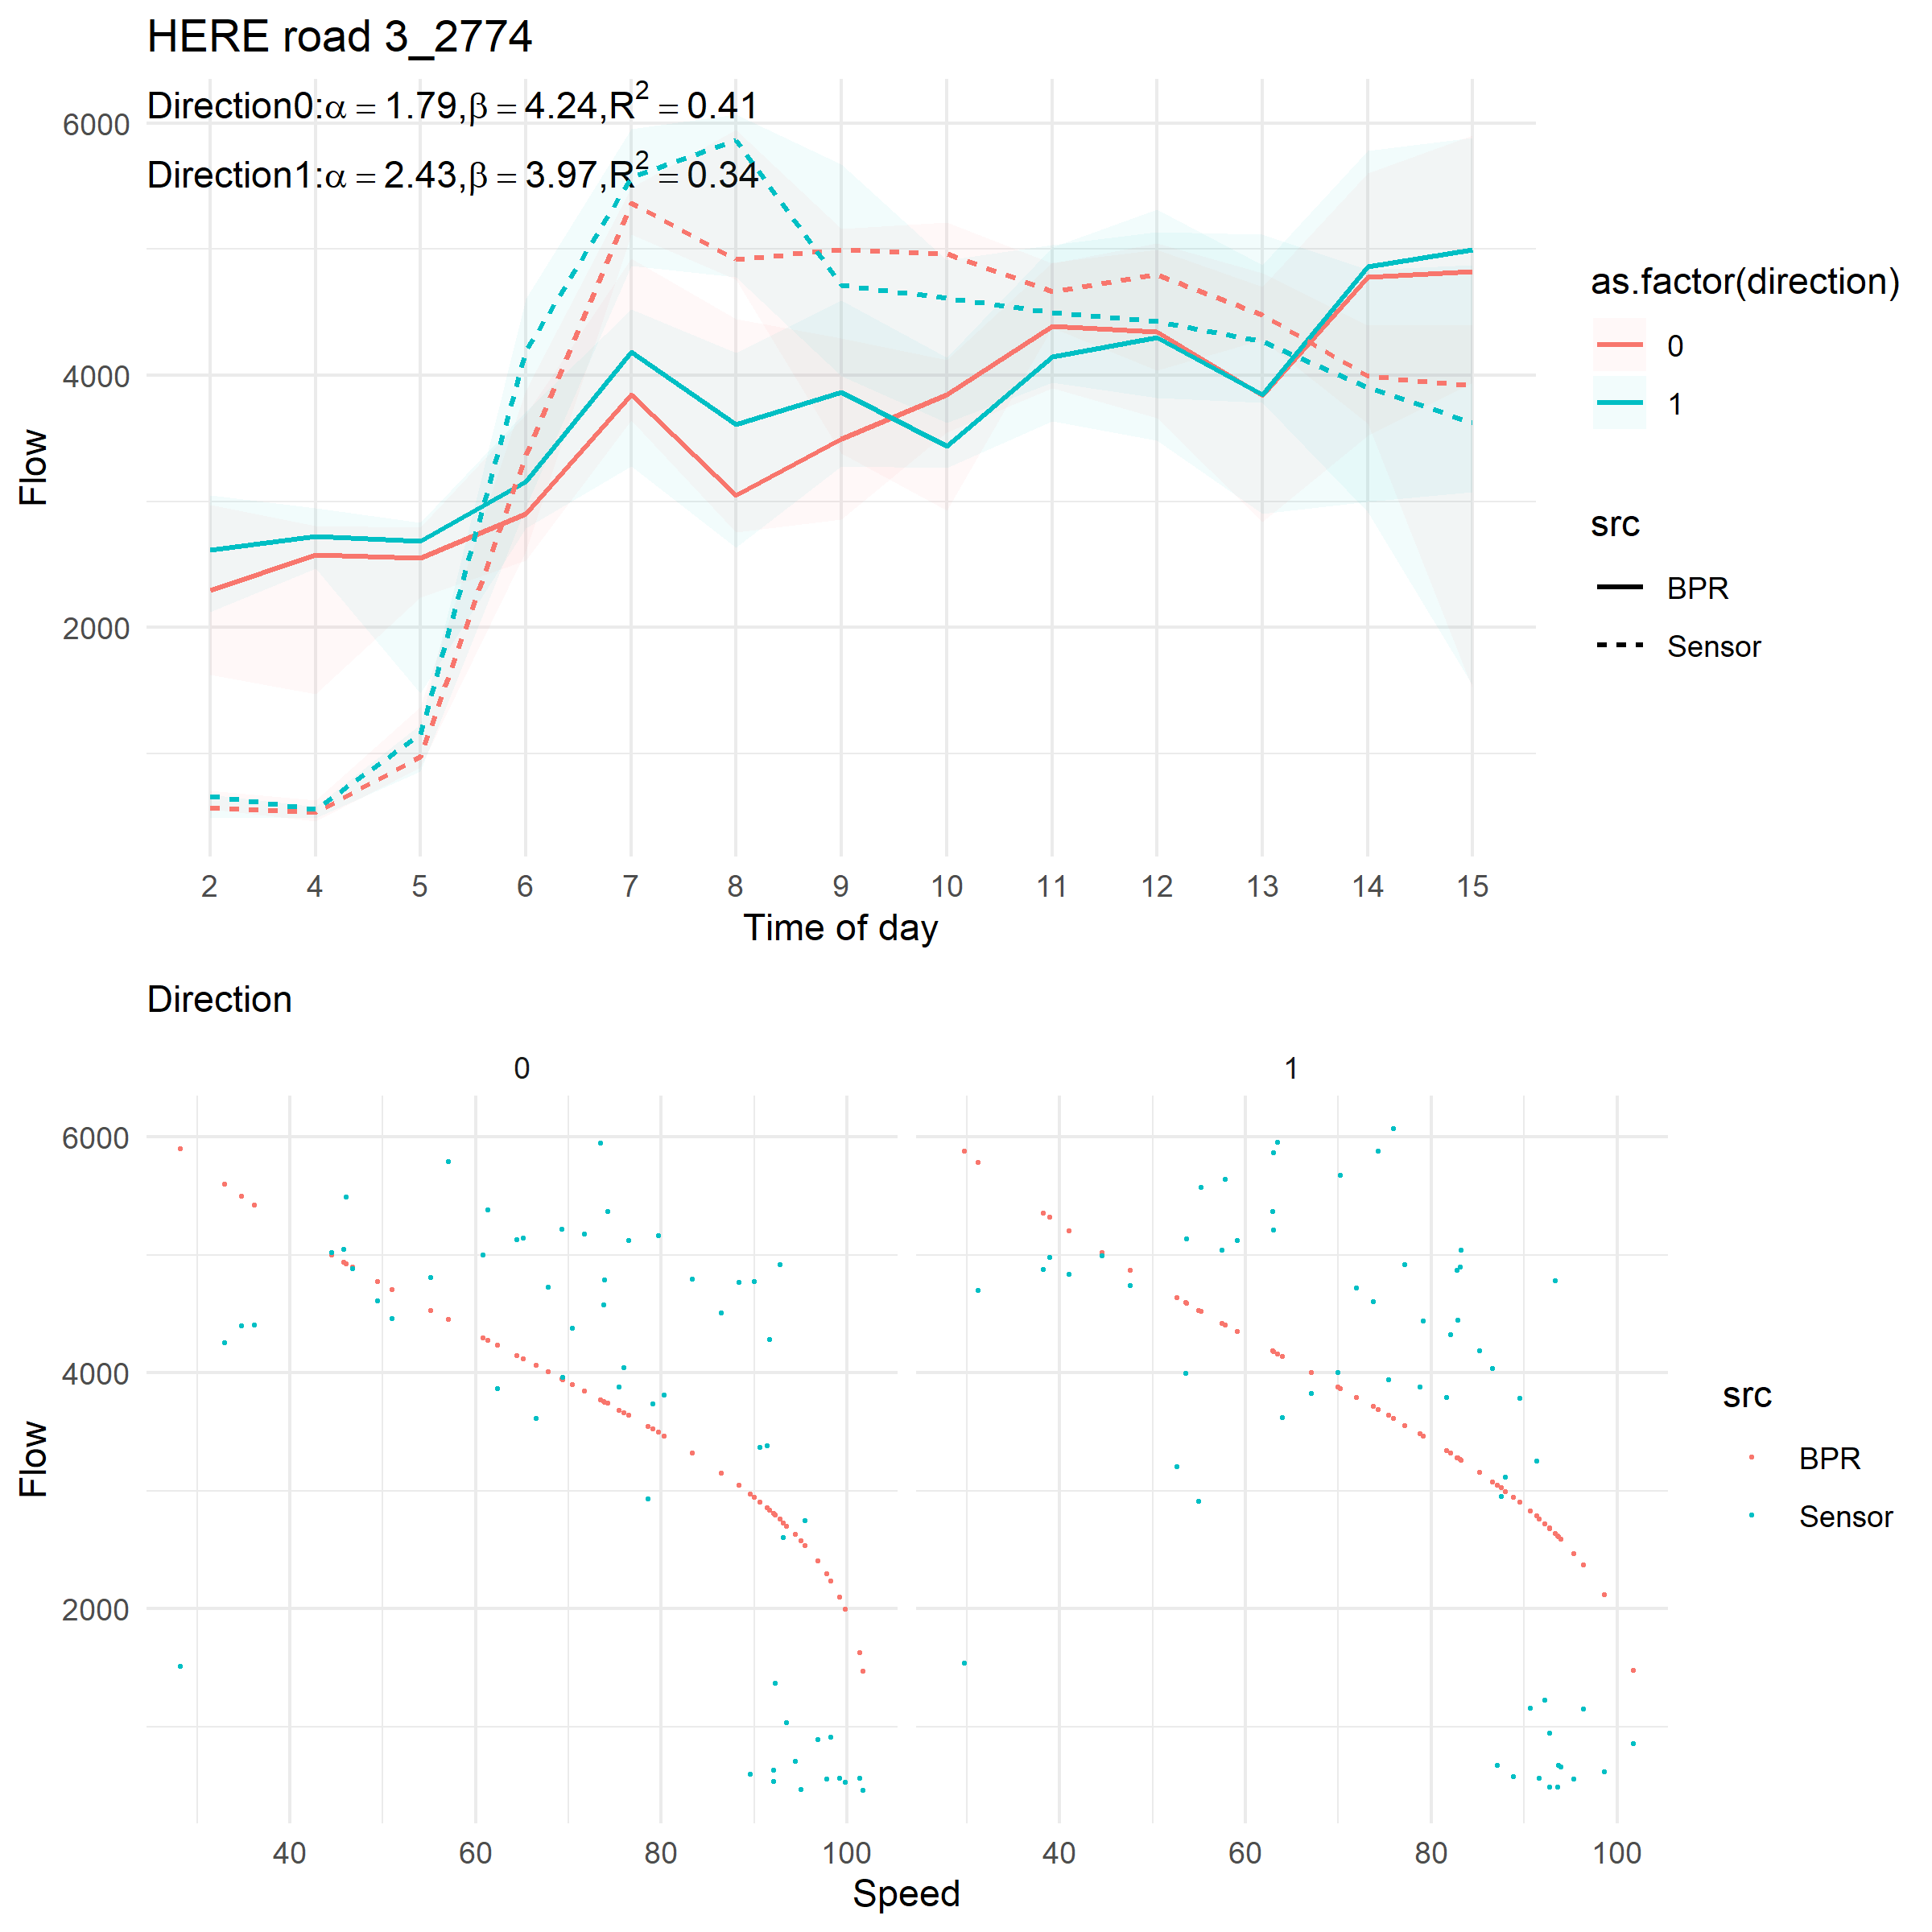 HERE road 3_2774
Direction0:α = 1.79,β = 4.24,R² = 0.41
Direction1:α = 2.43,β = 3.97,R² = 0.34
6000
4000
2000
Flow
2 4 5 6 7 8 9 10 11 12 13 14 15
Time of day
as.factor(direction)
0
1
src
BPR
Sensor
Direction
0 1
6000
4000
2000
Flow
40 60 80 100 40 60 80 100
Speed
src
BPR
Sensor